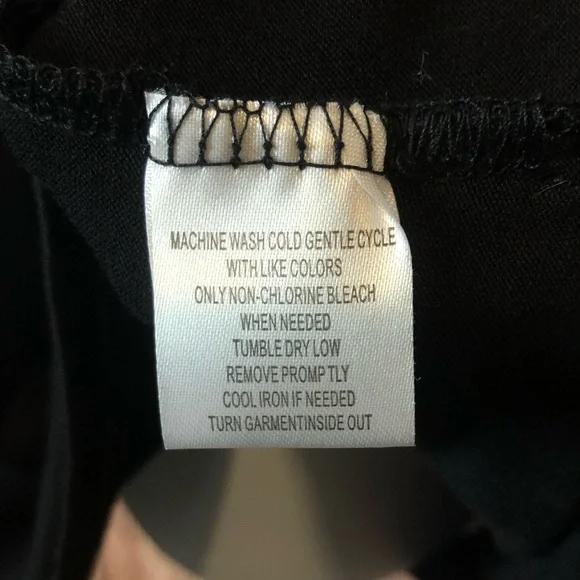 MACHINE WASH COLD GENTLE CYCLE
WITH LIKE COLORS
ONLY NON-CHLORINE BLEACH
WHEN NEEDED
TUMBLE DRY LOW
REMOVE PROMP TLY
COOL IRON IF NEEDED
TURN GARMENTINSIDE OUT